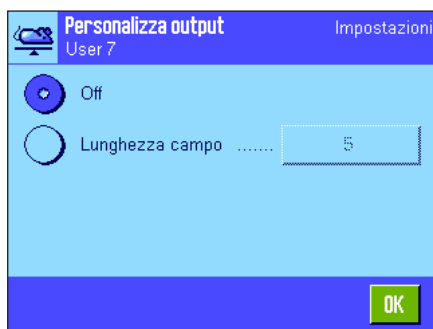 Personalizza output Impostazioni
User 7
Off
Lunghezza campo ....... 5
OK